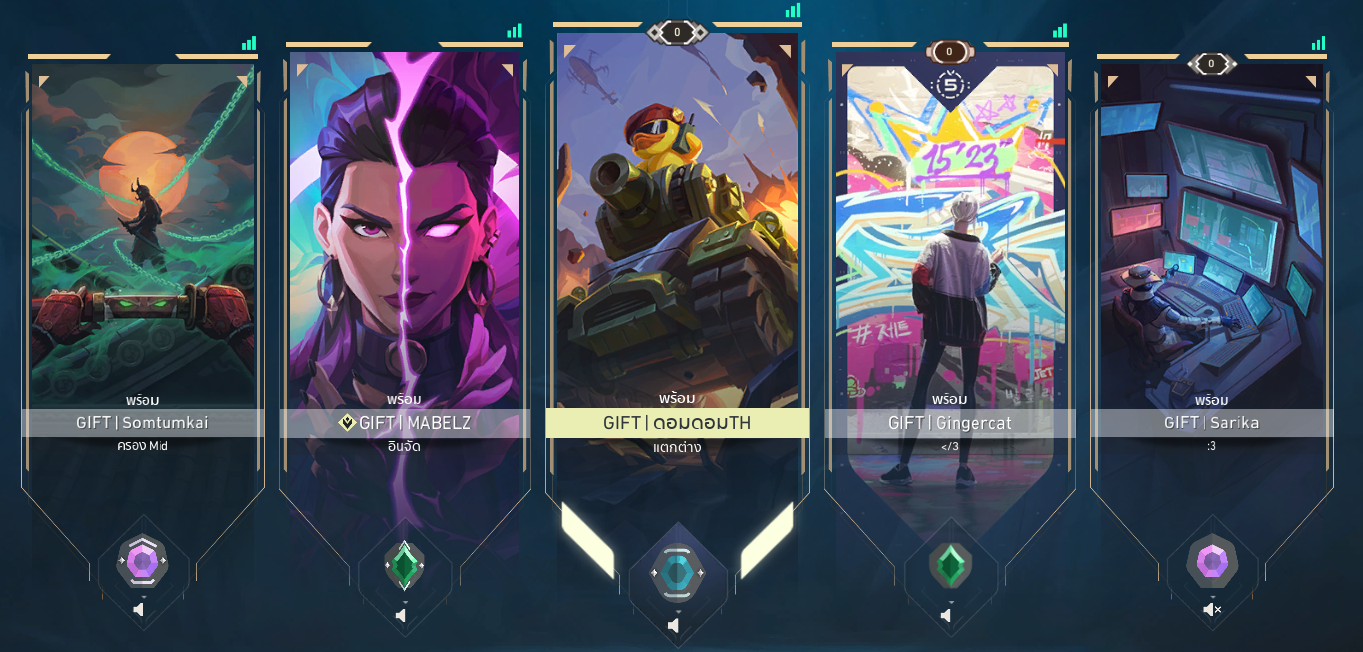 พร้อม
GIFT | Somtumkai
ครอง Mid
พร้อม
GIFT | MABELZ
อินจัด
0
พร้อม
GIFT | ดอมดอมTH
แตกต่าง
0
5
15'23"
#제트
JET
พร้อม
GIFT | Gingercat
</3
0
พร้อม
GIFT | Sarika
:3